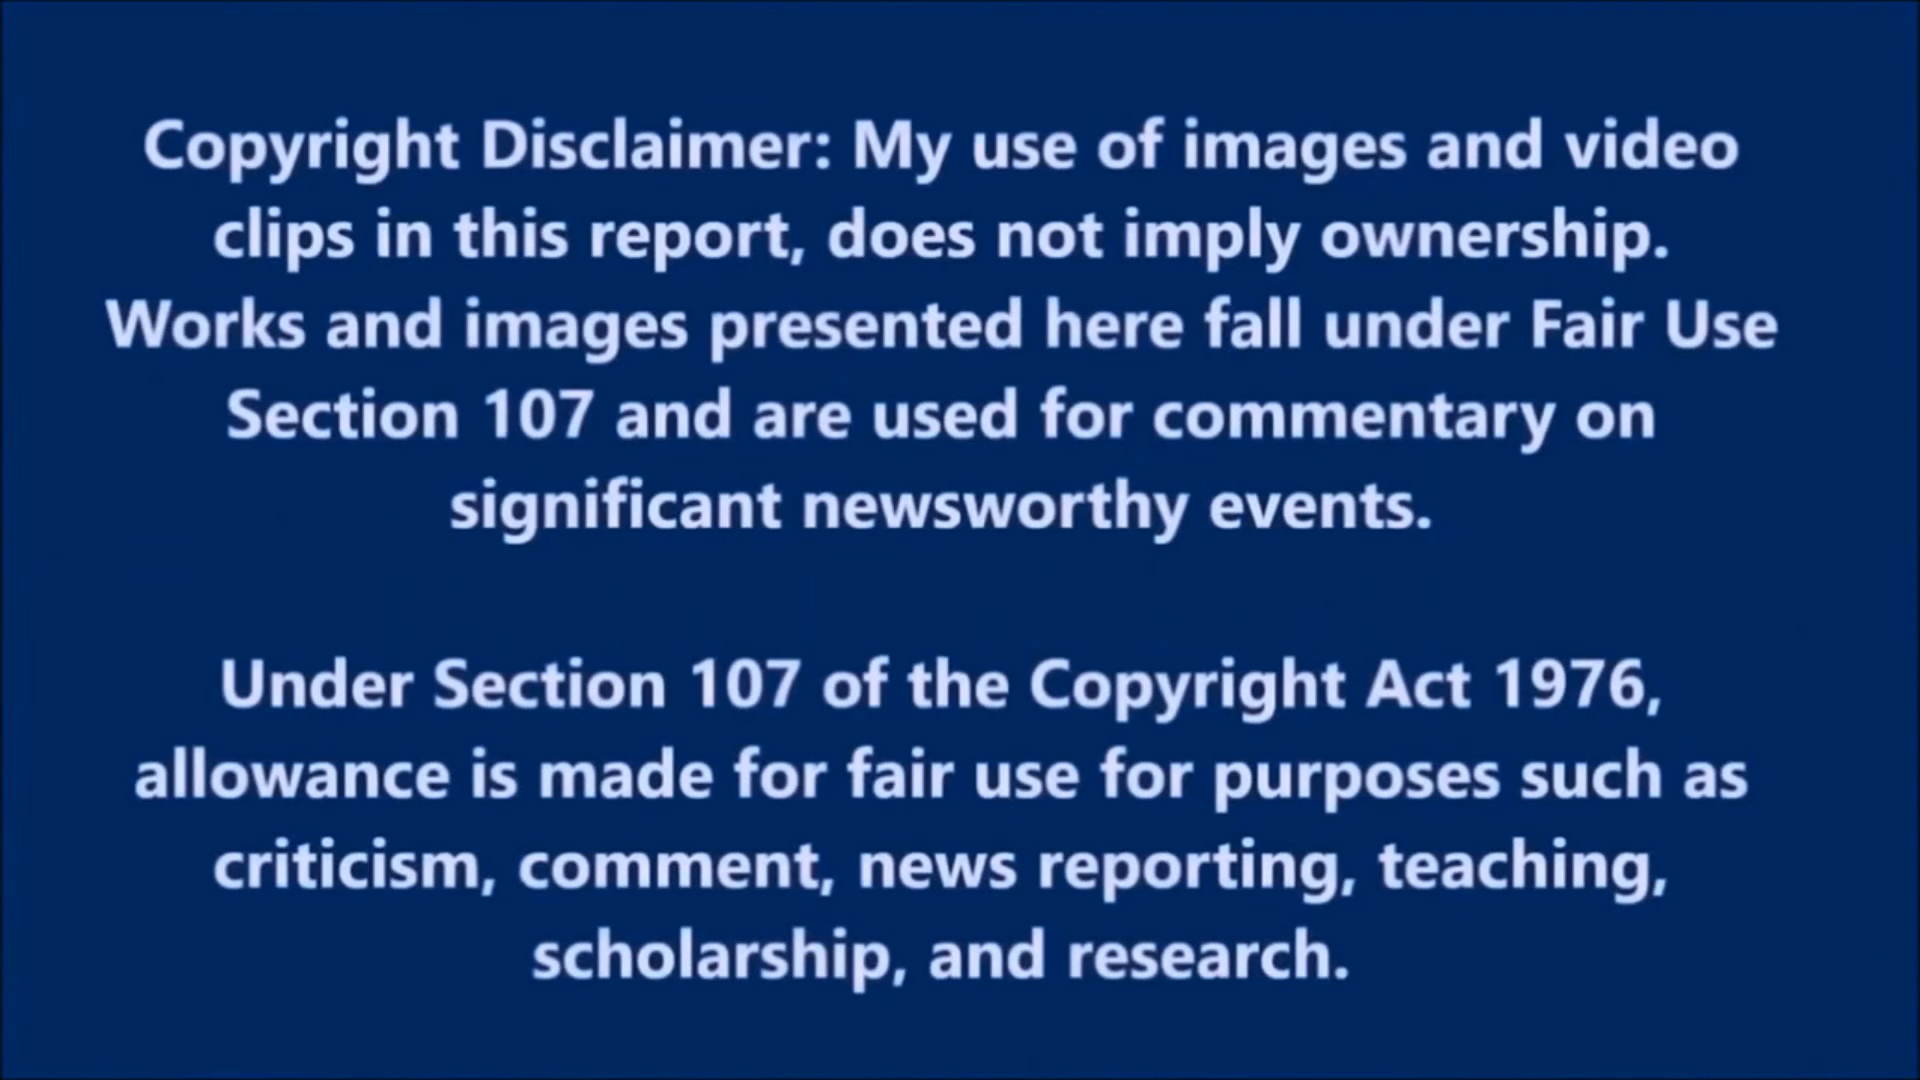 Copyright Disclaimer: My use of images and video
clips in this report, does not imply ownership.
Works and images presented here fall under Fair Use
Section 107 and are used for commentary on
significant newsworthy events.
Under Section 107 of the Copyright Act 1976,
allowance is made for fair use for purposes such as
criticism, comment, news reporting, teaching,
scholarship, and research.